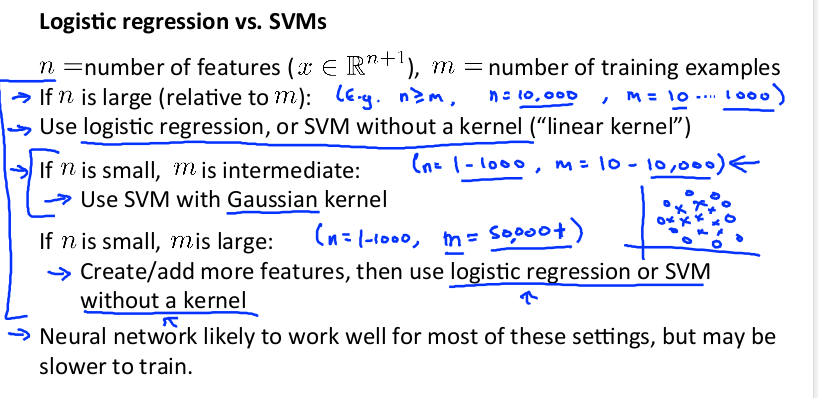 Logistic regression vs. SVMs
n =number of features (x ∈ ℝⁿ⁺¹), m = number of training examples
→ If n is large (relative to m): (E.g. n ≥ m, n = 10,000, m = 10 .... 1000)
→ Use logistic regression, or SVM without a kernel (“linear kernel”)
→ If n is small, m is intermediate: (n = 1 - 1000, m = 10 - 10,000) ←
→ Use SVM with Gaussian kernel
If n is small, m is large: (n = 1 - 1000, m = 50,000+)
→ Create/add more features, then use logistic regression or SVM
without a kernel
→ Neural network likely to work well for most of these settings, but may be
slower to train.